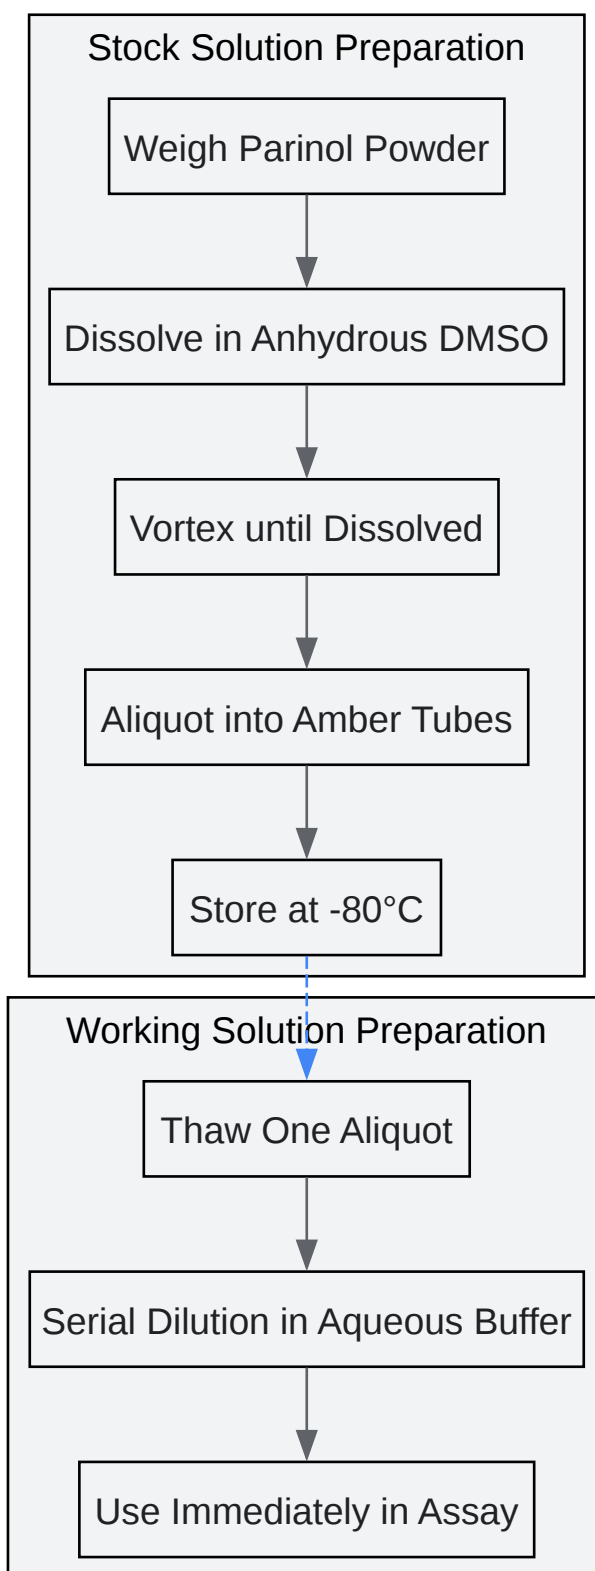 Stock Solution Preparation
Weigh Parinol Powder
Dissolve in Anhydrous DMSO
Vortex until Dissolved
Aliquot into Amber Tubes
Store at -80°C
Working Solution Preparation
Thaw One Aliquot
Serial Dilution in Aqueous Buffer
Use Immediately in Assay